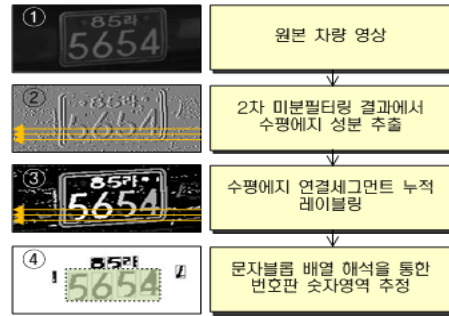 ① 85라
5654
원본 차량 영상
② 85라
5654
2차 미분필터링 결과에서
수평에지 성분 추출
③ 85라
5654
수평에지 연결세그먼트 누적
레이블링
④ 85라
5654
문자블롭 배열 해석을 통한
번호판 숫자영역 추정